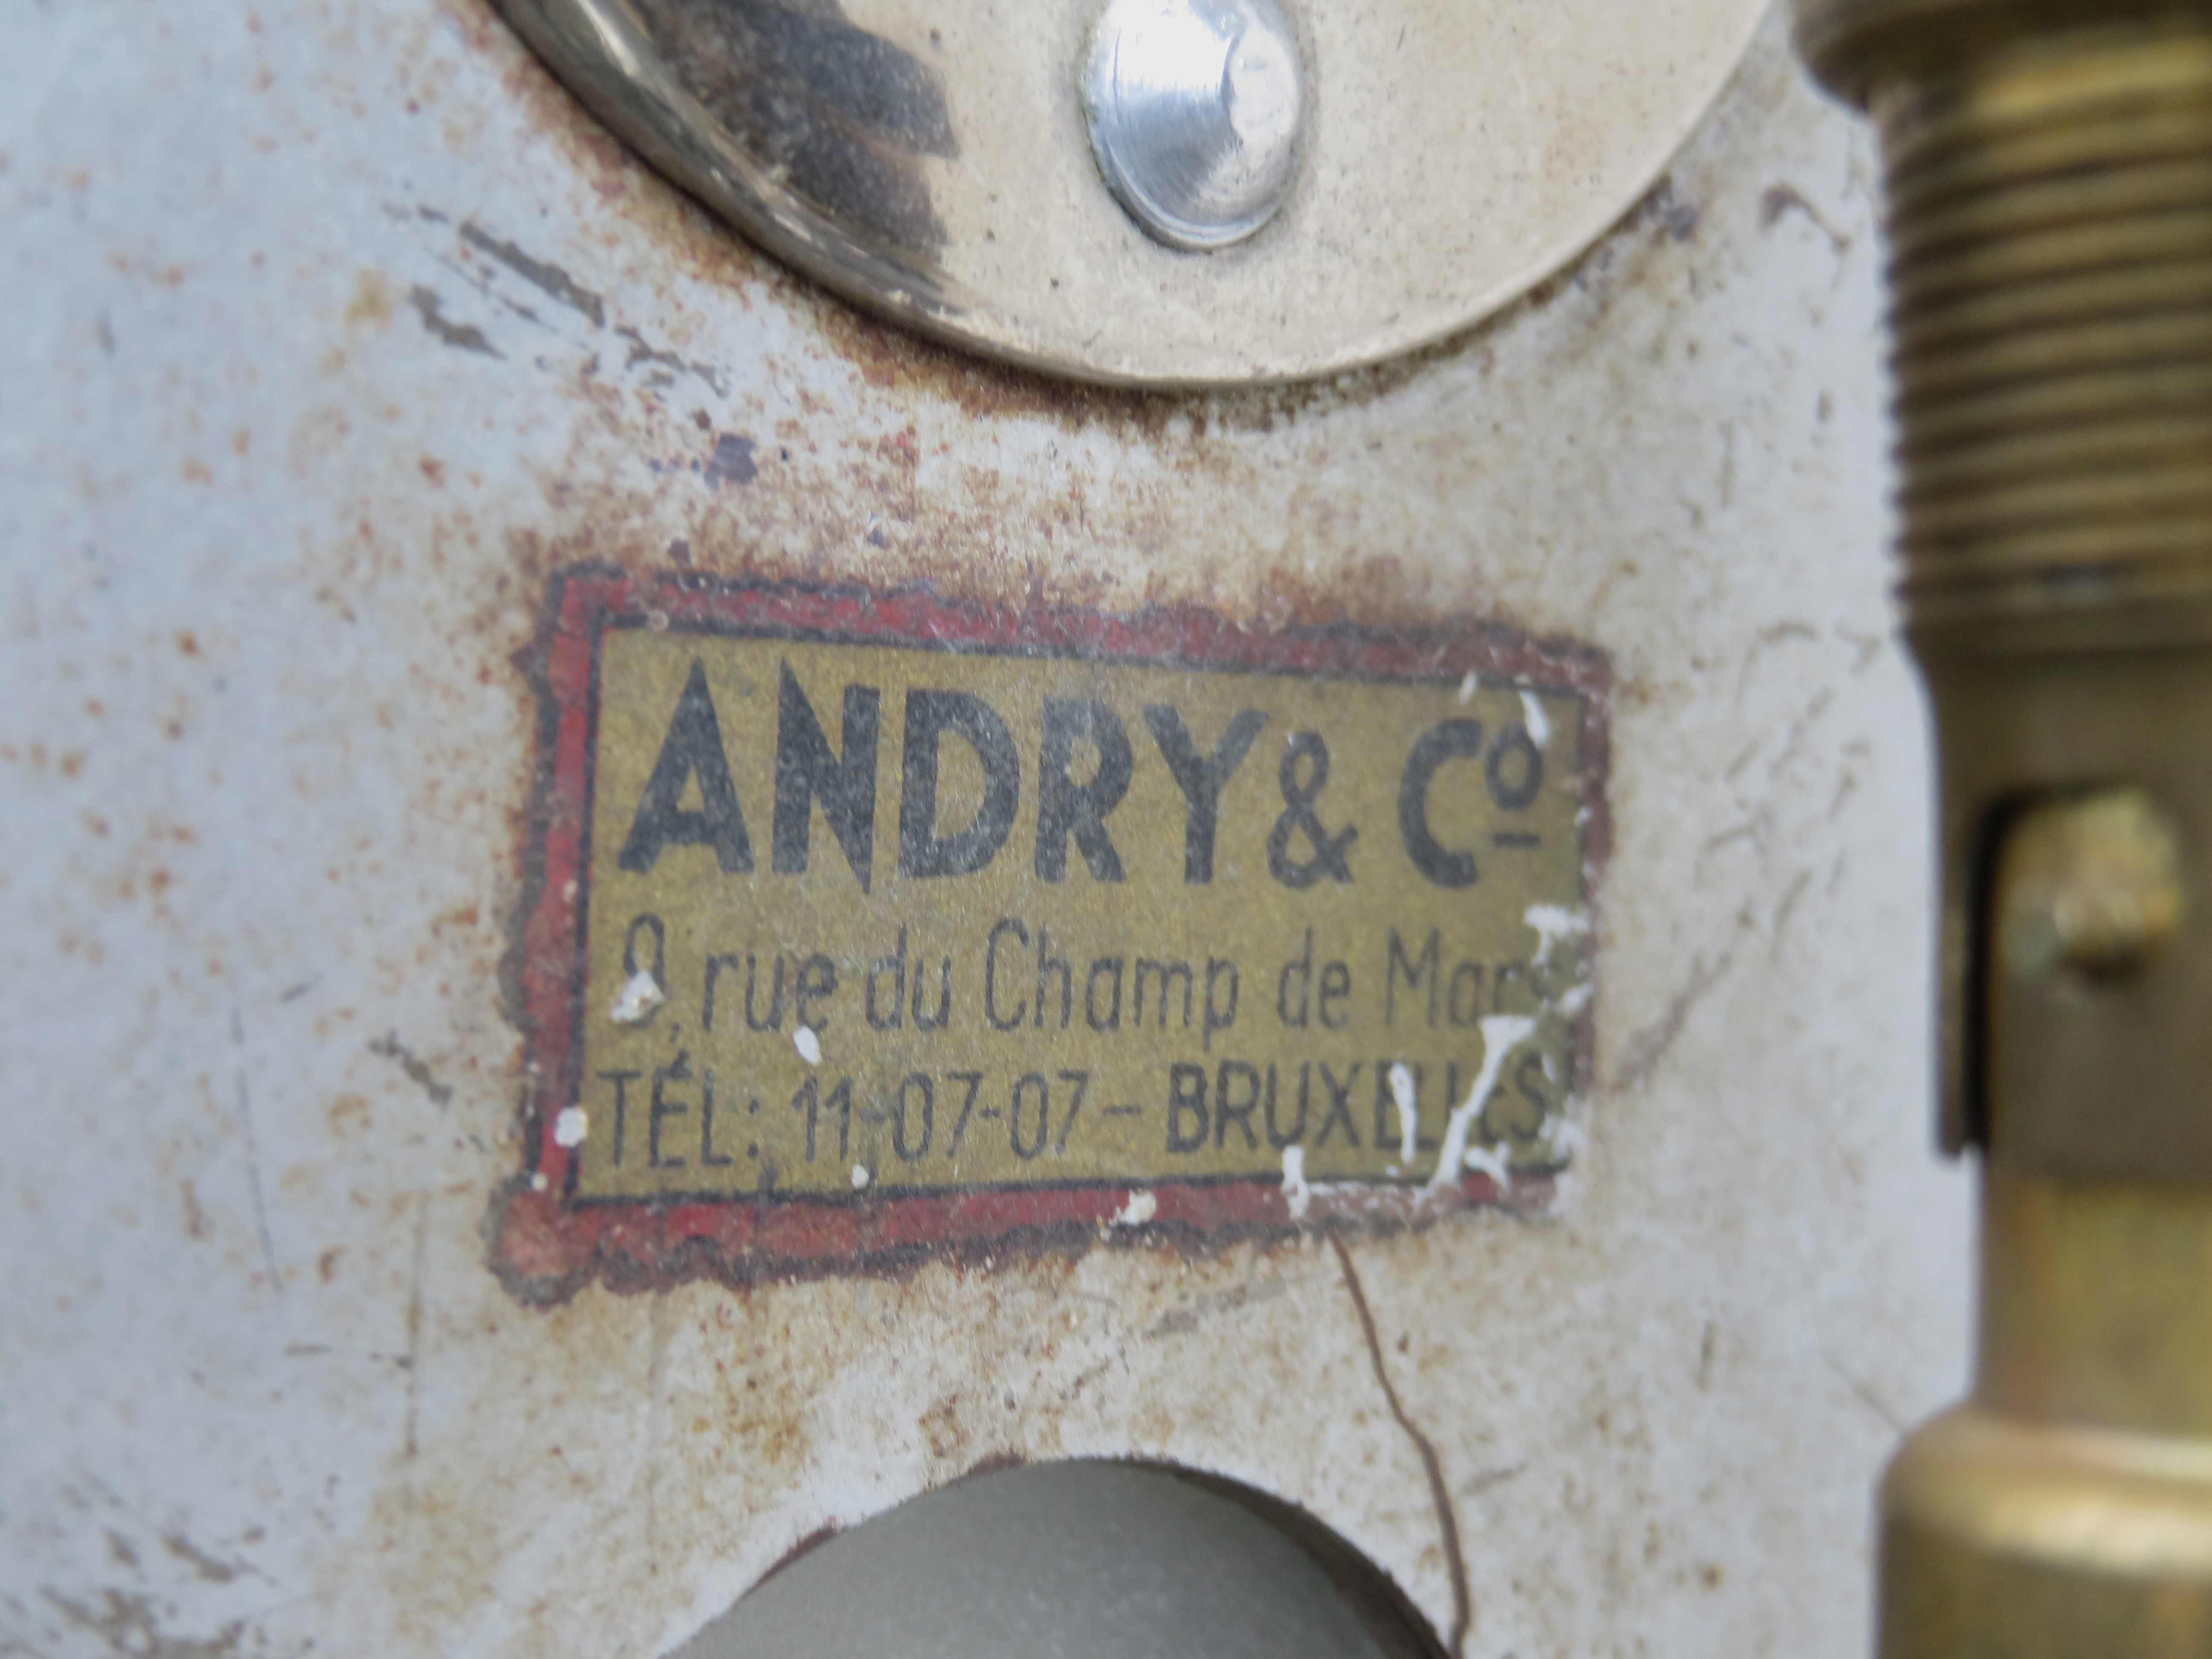 ANDRY & Cº
9, rue du Champ de Mars
TÉL: 11-07-07 - BRUXELLES